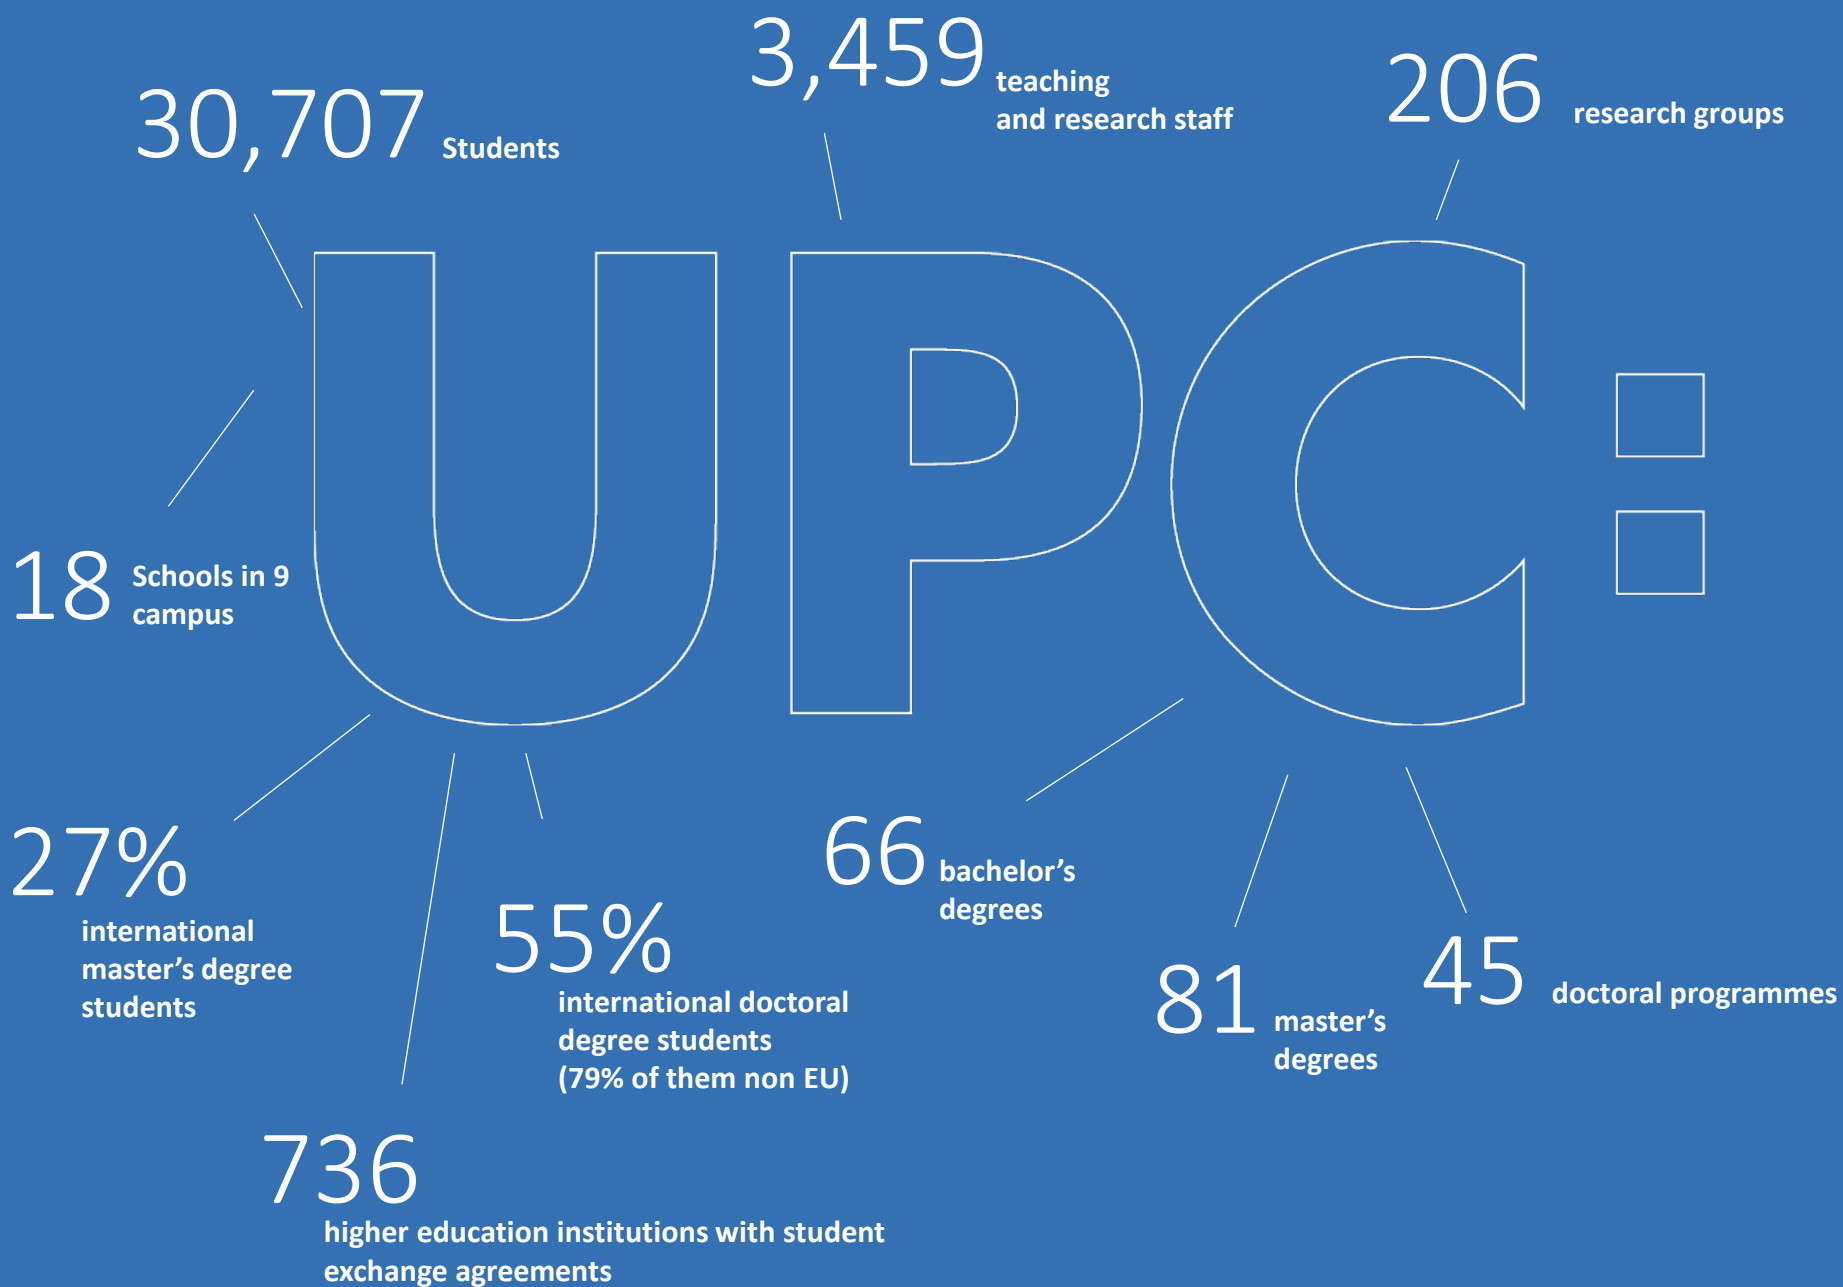 3,459 teaching
and research staff
206 research groups
30,707 Students
UPC:
18 Schools in 9
campus
27%
international
master's degree
students
55%
international doctoral
degree students
(79% of them non EU)
66 bachelor's
degrees
81 master's
degrees
45 doctoral programmes
736
higher education institutions with student
exchange agreements